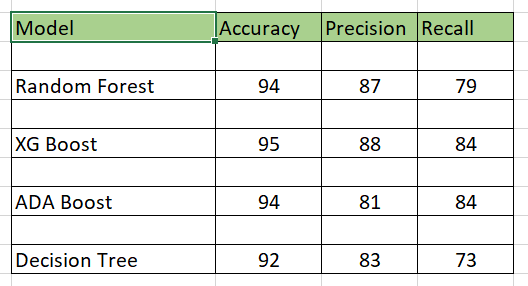 Model Accuracy Precision Recall
Random Forest 94 87 79
XG Boost 95 88 84
ADA Boost 94 81 84
Decision Tree 92 83 73